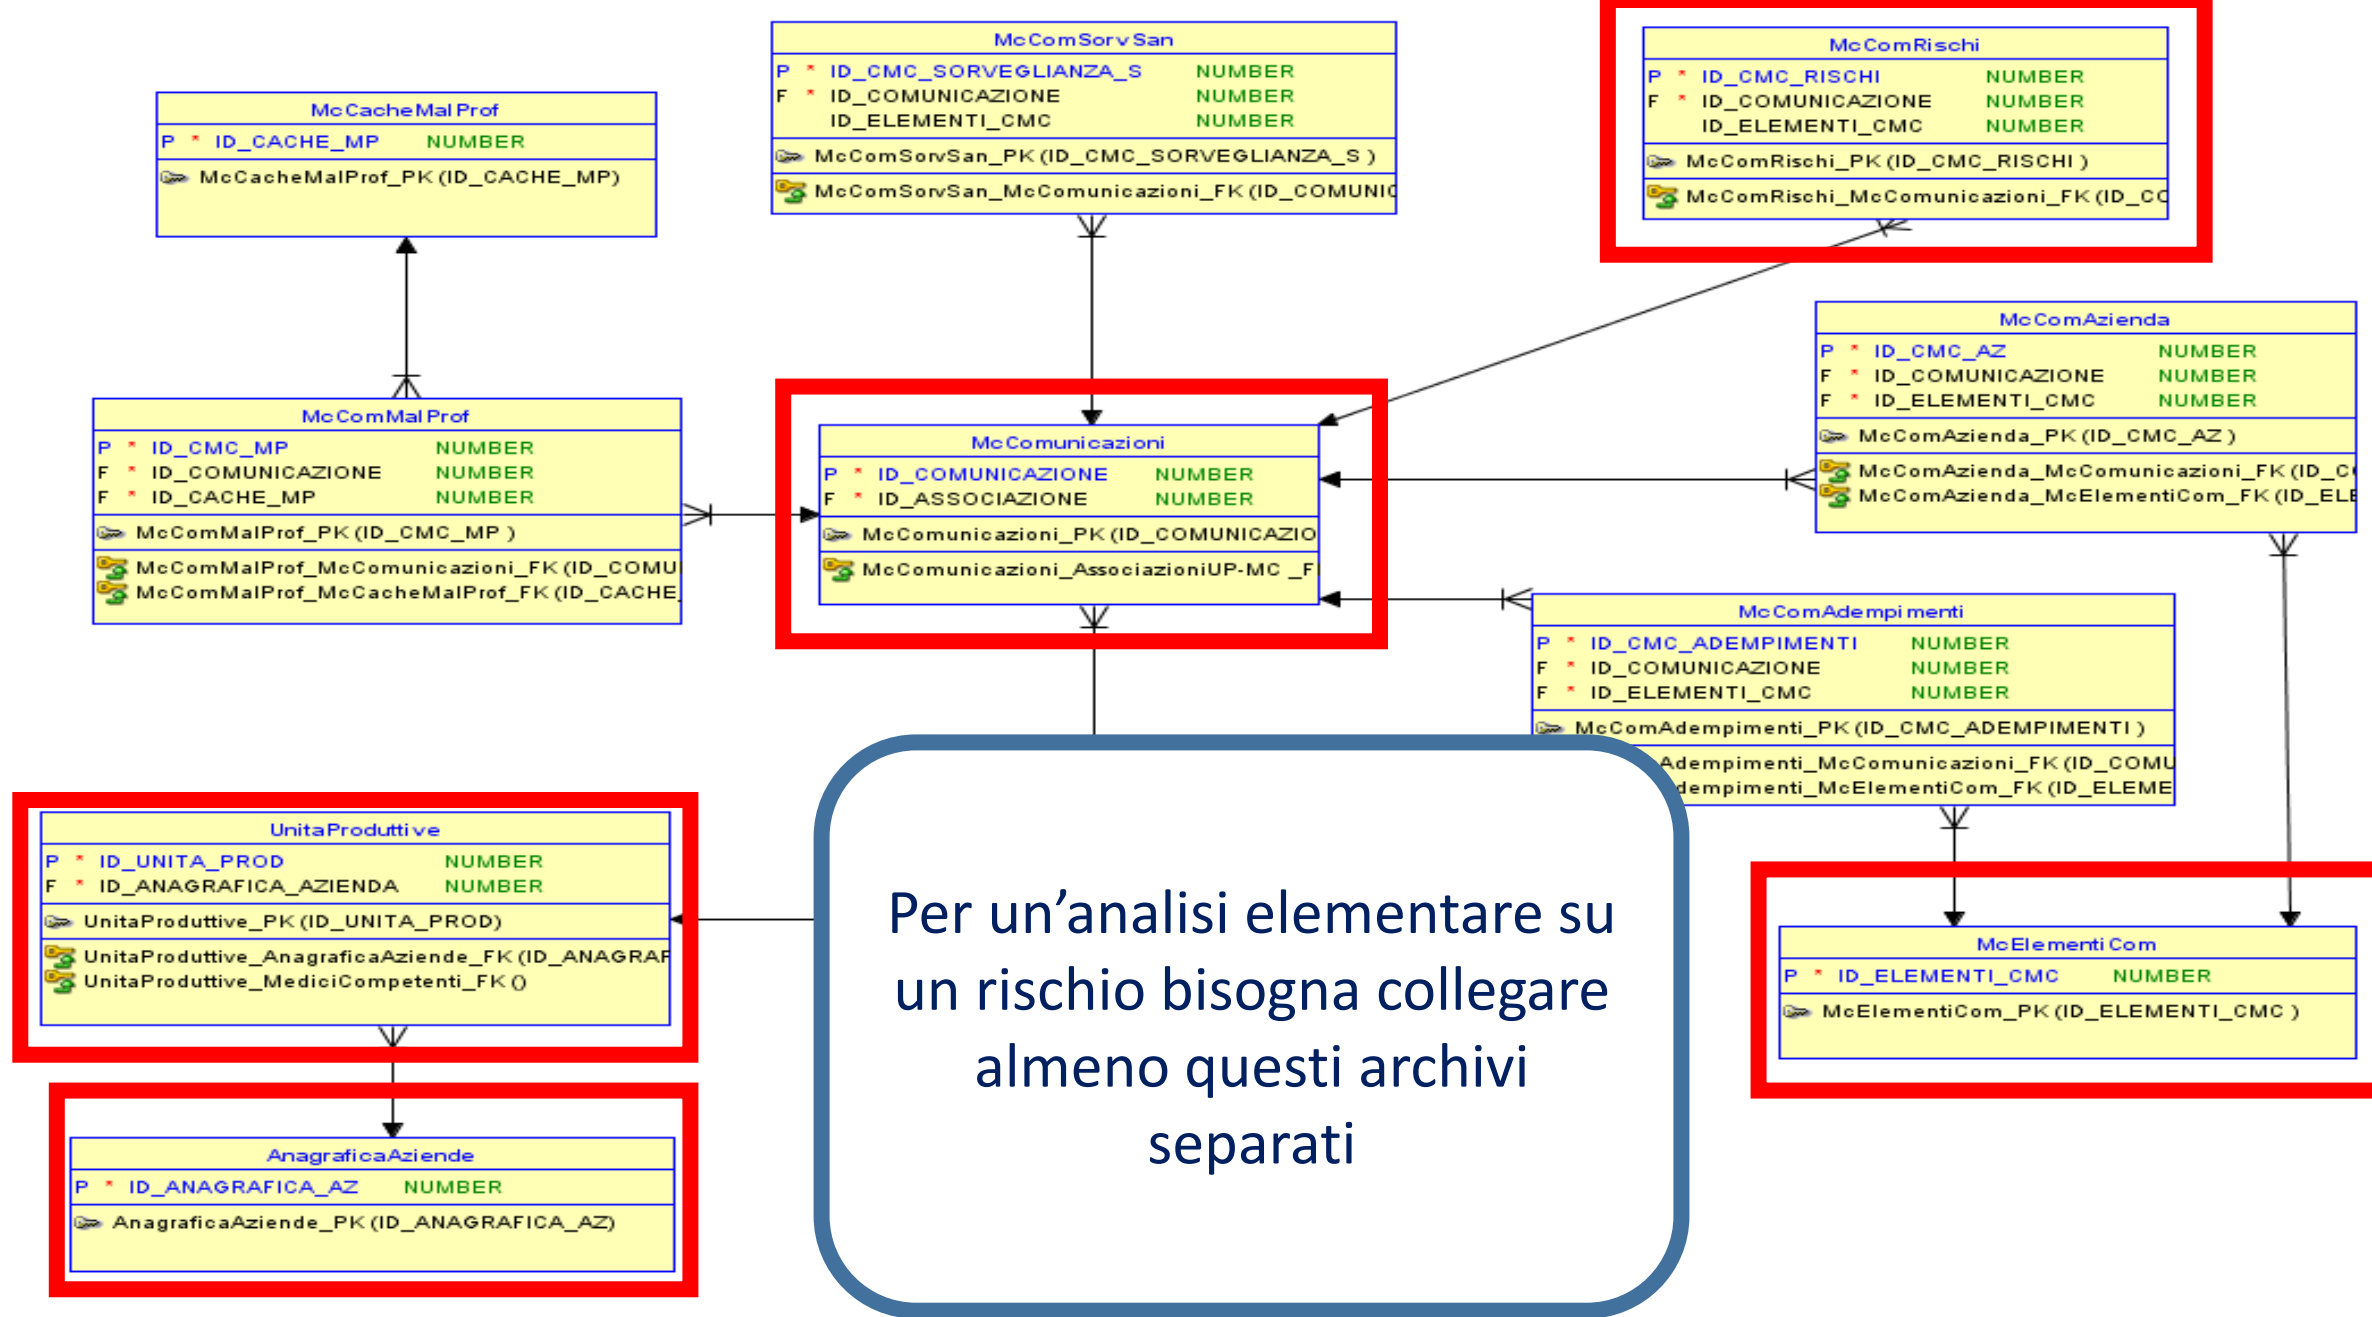 McComSorvSan
P * ID_CMC_SORVEGLIANZA_S NUMBER
F * ID_COMUNICAZIONE NUMBER
ID_ELEMENTI_CMC NUMBER
McComSorvSan_PK (ID_CMC_SORVEGLIANZA_S )
McComSorvSan_McComunicazioni_FK (ID_COMUNIC
McComRischi
P * ID_CMC_RISCHI NUMBER
F * ID_COMUNICAZIONE NUMBER
ID_ELEMENTI_CMC NUMBER
McComRischi_PK (ID_CMC_RISCHI )
McComRischi_McComunicazioni_FK (ID_CO
McCacheMalProf
P * ID_CACHE_MP NUMBER
McCacheMalProf_PK (ID_CACHE_MP)
McComAzienda
P * ID_CMC_AZ NUMBER
F * ID_COMUNICAZIONE NUMBER
F * ID_ELEMENTI_CMC NUMBER
McComAzienda_PK (ID_CMC_AZ )
McComAzienda_McComunicazioni_FK (ID_CO
McComAzienda_McElementiCom_FK (ID_ELE
McComMalProf
P * ID_CMC_MP NUMBER
F * ID_COMUNICAZIONE NUMBER
F * ID_CACHE_MP NUMBER
McComMalProf_PK (ID_CMC_MP )
McComMalProf_McComunicazioni_FK (ID_COMU
McComMalProf_McCacheMalProf_FK (ID_CACHE_
McComunicazioni
P * ID_COMUNICAZIONE NUMBER
F * ID_ASSOCIAZIONE NUMBER
McComunicazioni_PK (ID_COMUNICAZIO
McComunicazioni_AssociazioniUP-MC _F
McComAdempimenti
P * ID_CMC_ADEMPIMENTI NUMBER
F * ID_COMUNICAZIONE NUMBER
F * ID_ELEMENTI_CMC NUMBER
McComAdempimenti_PK (ID_CMC_ADEMPIMENTI )
Adempimenti_McComunicazioni_FK (ID_COMU
dempimenti_McElementiCom_FK (ID_ELEME
UnitaProduttive
P * ID_UNITA_PROD NUMBER
F * ID_ANAGRAFICA_AZIENDA NUMBER
UnitaProduttive_PK (ID_UNITA_PROD)
UnitaProduttive_AnagraficaAziende_FK (ID_ANAGRAF
UnitaProduttive_MediciCompetenti_FK ()
Per un’analisi elementare su
un rischio bisogna collegare
almeno questi archivi
separati
McElementiCom
P * ID_ELEMENTI_CMC NUMBER
McElementiCom_PK (ID_ELEMENTI_CMC )
AnagraficaAziende
P * ID_ANAGRAFICA_AZ NUMBER
AnagraficaAziende_PK (ID_ANAGRAFICA_AZ)